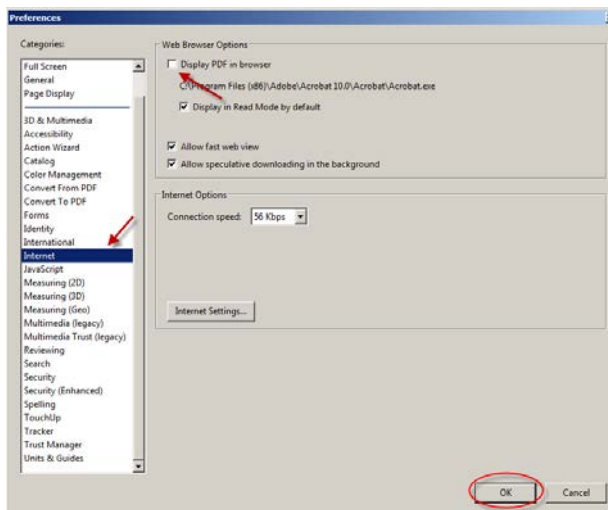 Preferences
Categories:
Full Screen
General
Page Display
3D & Multimedia
Accessibility
Action Wizard
Catalog
Color Management
Convert From PDF
Convert To PDF
Forms
Identity
International
Internet
JavaScript
Measuring (2D)
Measuring (3D)
Measuring (Geo)
Multimedia (legacy)
Multimedia Trust (legacy)
Reviewing
Search
Security
Security (Enhanced)
Spelling
TouchUp
Tracker
Trust Manager
Units & Guides
Web Browser Options
Display PDF in browser
C:\Program Files (x86)\Adobe\Acrobat 10.0\Acrobat\Acrobat.exe
Display in Read Mode by default
Allow fast web view
Allow speculative downloading in the background
Internet Options
Connection speed: 56 Kbps
Internet Settings...
OK Cancel